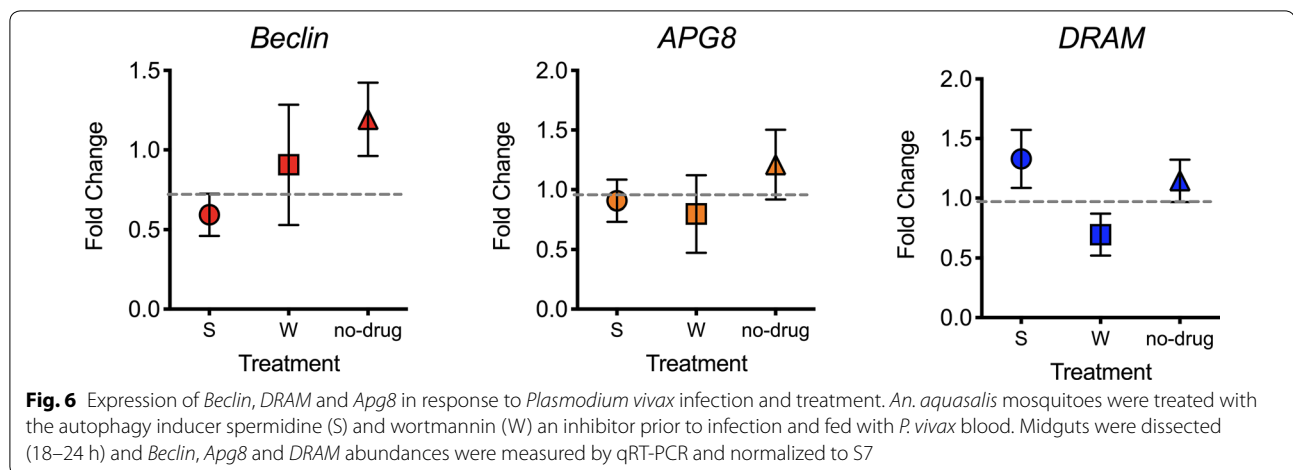 Beclin
APG8
DRAM
Fold Change
1.5
1.0
0.5
0.0
S
W
no-drug
Treatment
Fold Change
2.0
1.5
1.0
0.5
0.0
S
W
no-drug
Treatment
Fold Change
2.0
1.5
1.0
0.5
0.0
S
W
no-drug
Treatment
Fig. 6 Expression of Beclin, DRAM and Apg8 in response to Plasmodium vivax infection and treatment. An. aquasalis mosquitoes were treated with
the autophagy inducer spermidine (S) and wortmannin (W) an inhibitor prior to infection and fed with P. vivax blood. Midguts were dissected
(18–24 h) and Beclin, Apg8 and DRAM abundances were measured by qRT-PCR and normalized to S7